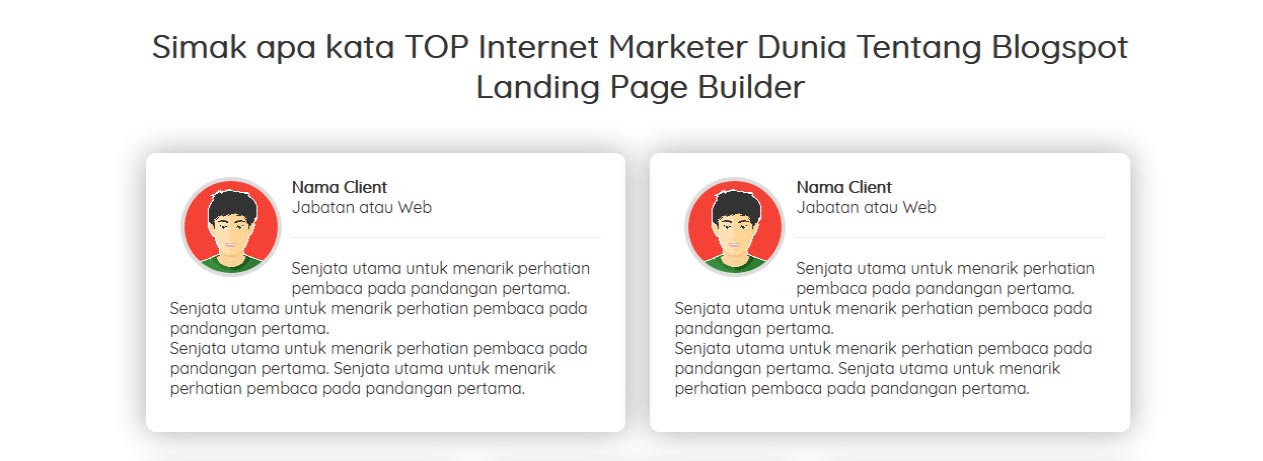 Simak apa kata TOP Internet Marketer Dunia Tentang Blogspot
Landing Page Builder
Nama Client
Jabatan atau Web
Senjata utama untuk menarik perhatian
pembaca pada pandangan pertama.
Senjata utama untuk menarik perhatian pembaca pada
pandangan pertama.
Senjata utama untuk menarik perhatian pembaca pada
pandangan pertama. Senjata utama untuk menarik
perhatian pembaca pada pandangan pertama.
Nama Client
Jabatan atau Web
Senjata utama untuk menarik perhatian
pembaca pada pandangan pertama.
Senjata utama untuk menarik perhatian pembaca pada
pandangan pertama.
Senjata utama untuk menarik perhatian pembaca pada
pandangan pertama. Senjata utama untuk menarik
perhatian pembaca pada pandangan pertama.